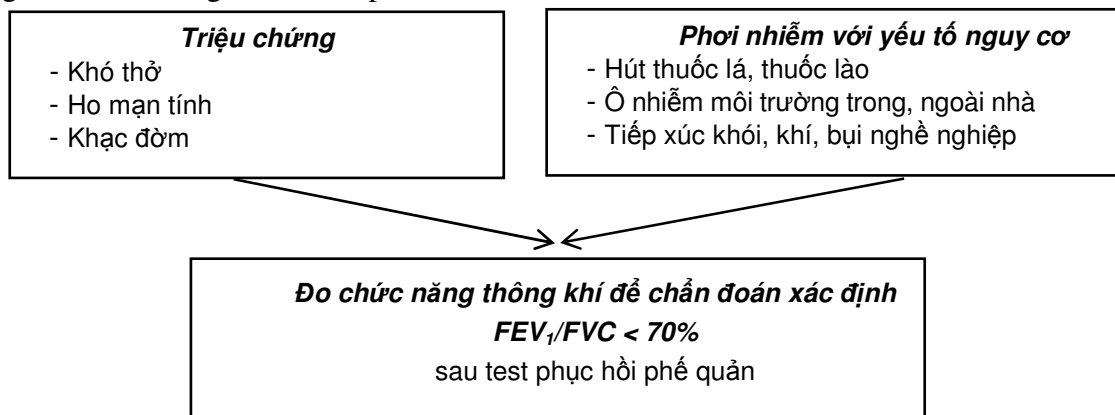 Triệu chứng
- Khó thở
- Ho mạn tính
- Khạc đờm
Phơi nhiễm với yếu tố nguy cơ
- Hút thuốc lá, thuốc lào
- Ô nhiễm môi trường trong, ngoài nhà
- Tiếp xúc khói, khí, bụi nghề nghiệp
Đo chức năng thông khí để chẩn đoán xác định
FEV₁/FVC < 70%
sau test phục hồi phế quản